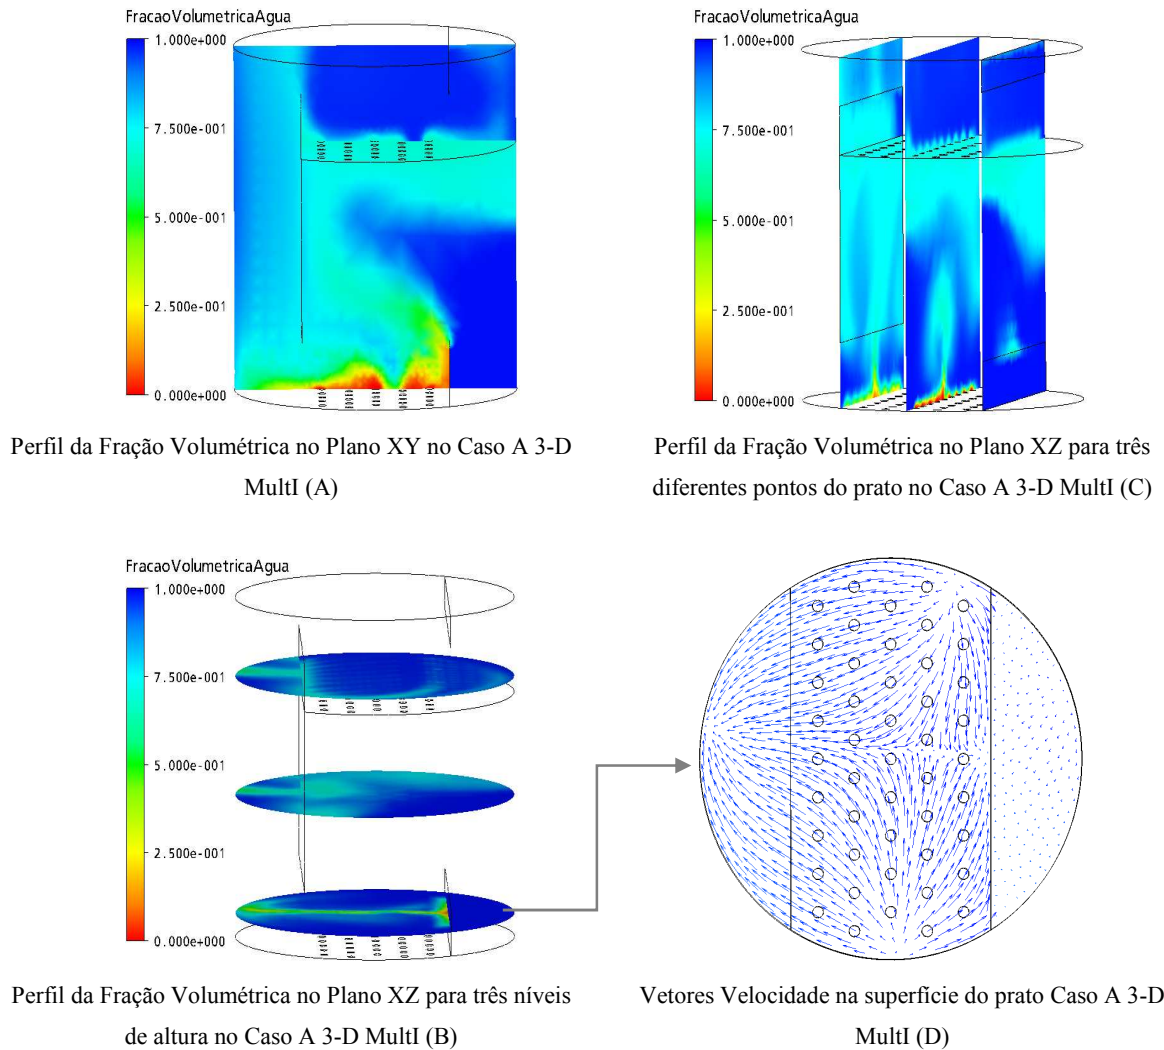 FracaoVolumetricaAgua
1.000e+000
7.500e-001
5.000e-001
2.500e-001
0.000e+000
FracaoVolumetricaAgua
1.000e+000
7.500e-001
5.000e-001
2.500e-001
0.000e+000
Perfil da Fração Volumétrica no Plano XY no Caso A 3-D
MultI (A)
Perfil da Fração Volumétrica no Plano XZ para três
diferentes pontos do prato no Caso A 3-D MultI (C)
FracaoVolumetricaAgua
1.000e+000
7.500e-001
5.000e-001
2.500e-001
0.000e+000
Perfil da Fração Volumétrica no Plano XZ para três níveis
de altura no Caso A 3-D MultI (B)
Vetores Velocidade na superfície do prato Caso A 3-D
MultI (D)